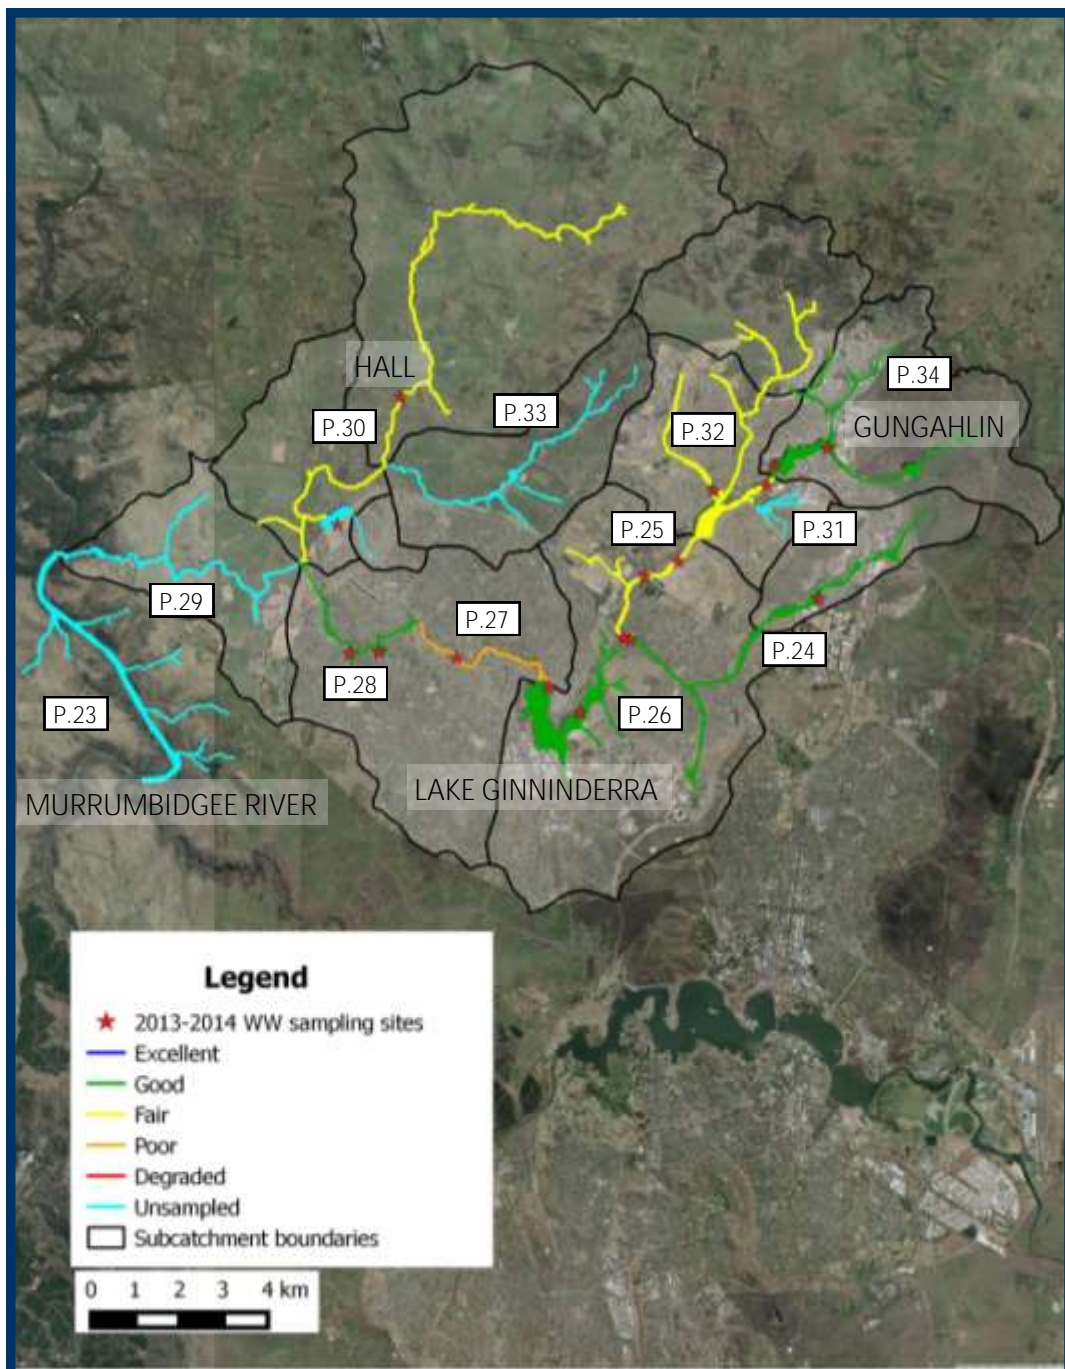 HALL
P.34
P.33
GUNGAHLIN
P.30
P.32
P.25
P.31
P.29
P.27
P.24
P.28
P.26
P.23
MURRUMBIDGEE RIVER
LAKE GINNINDERRA
Legend
2013-2014 WW sampling sites
Excellent
Good
Fair
Poor
Degraded
Unsampled
Subcatchment boundaries
0 1 2 3 4 km